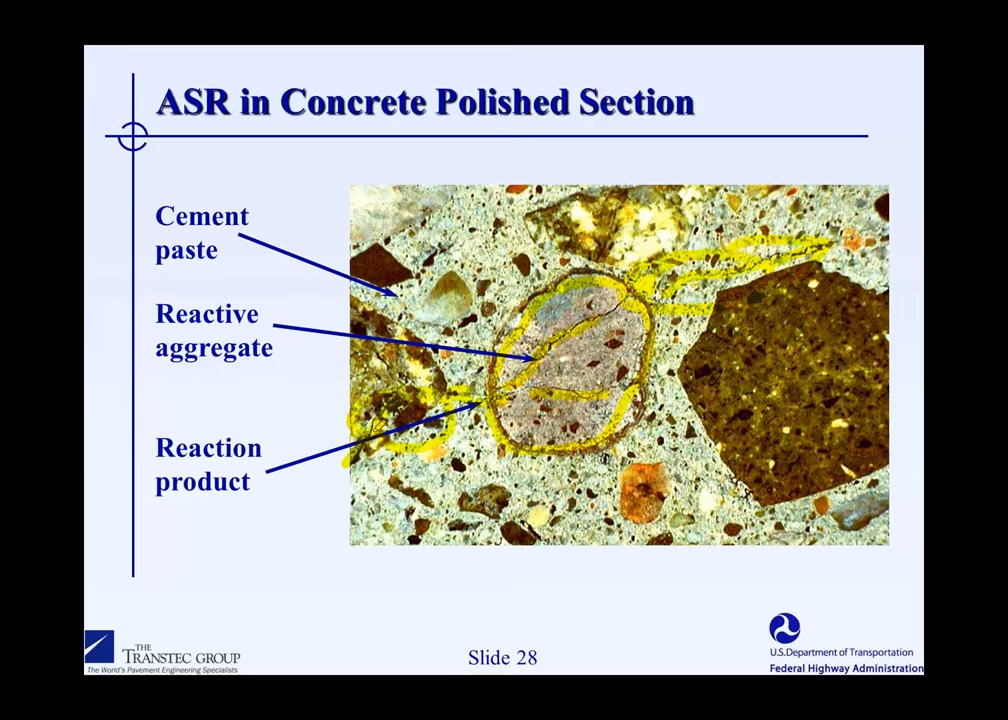 ASR in Concrete Polished Section
Cement
paste
Reactive
aggregate
Reaction
product
THE
TRANSTEC GROUP
The World's Pavement Engineering Specialists
Slide 28
U.S.Department of Transportation
Federal Highway Administration